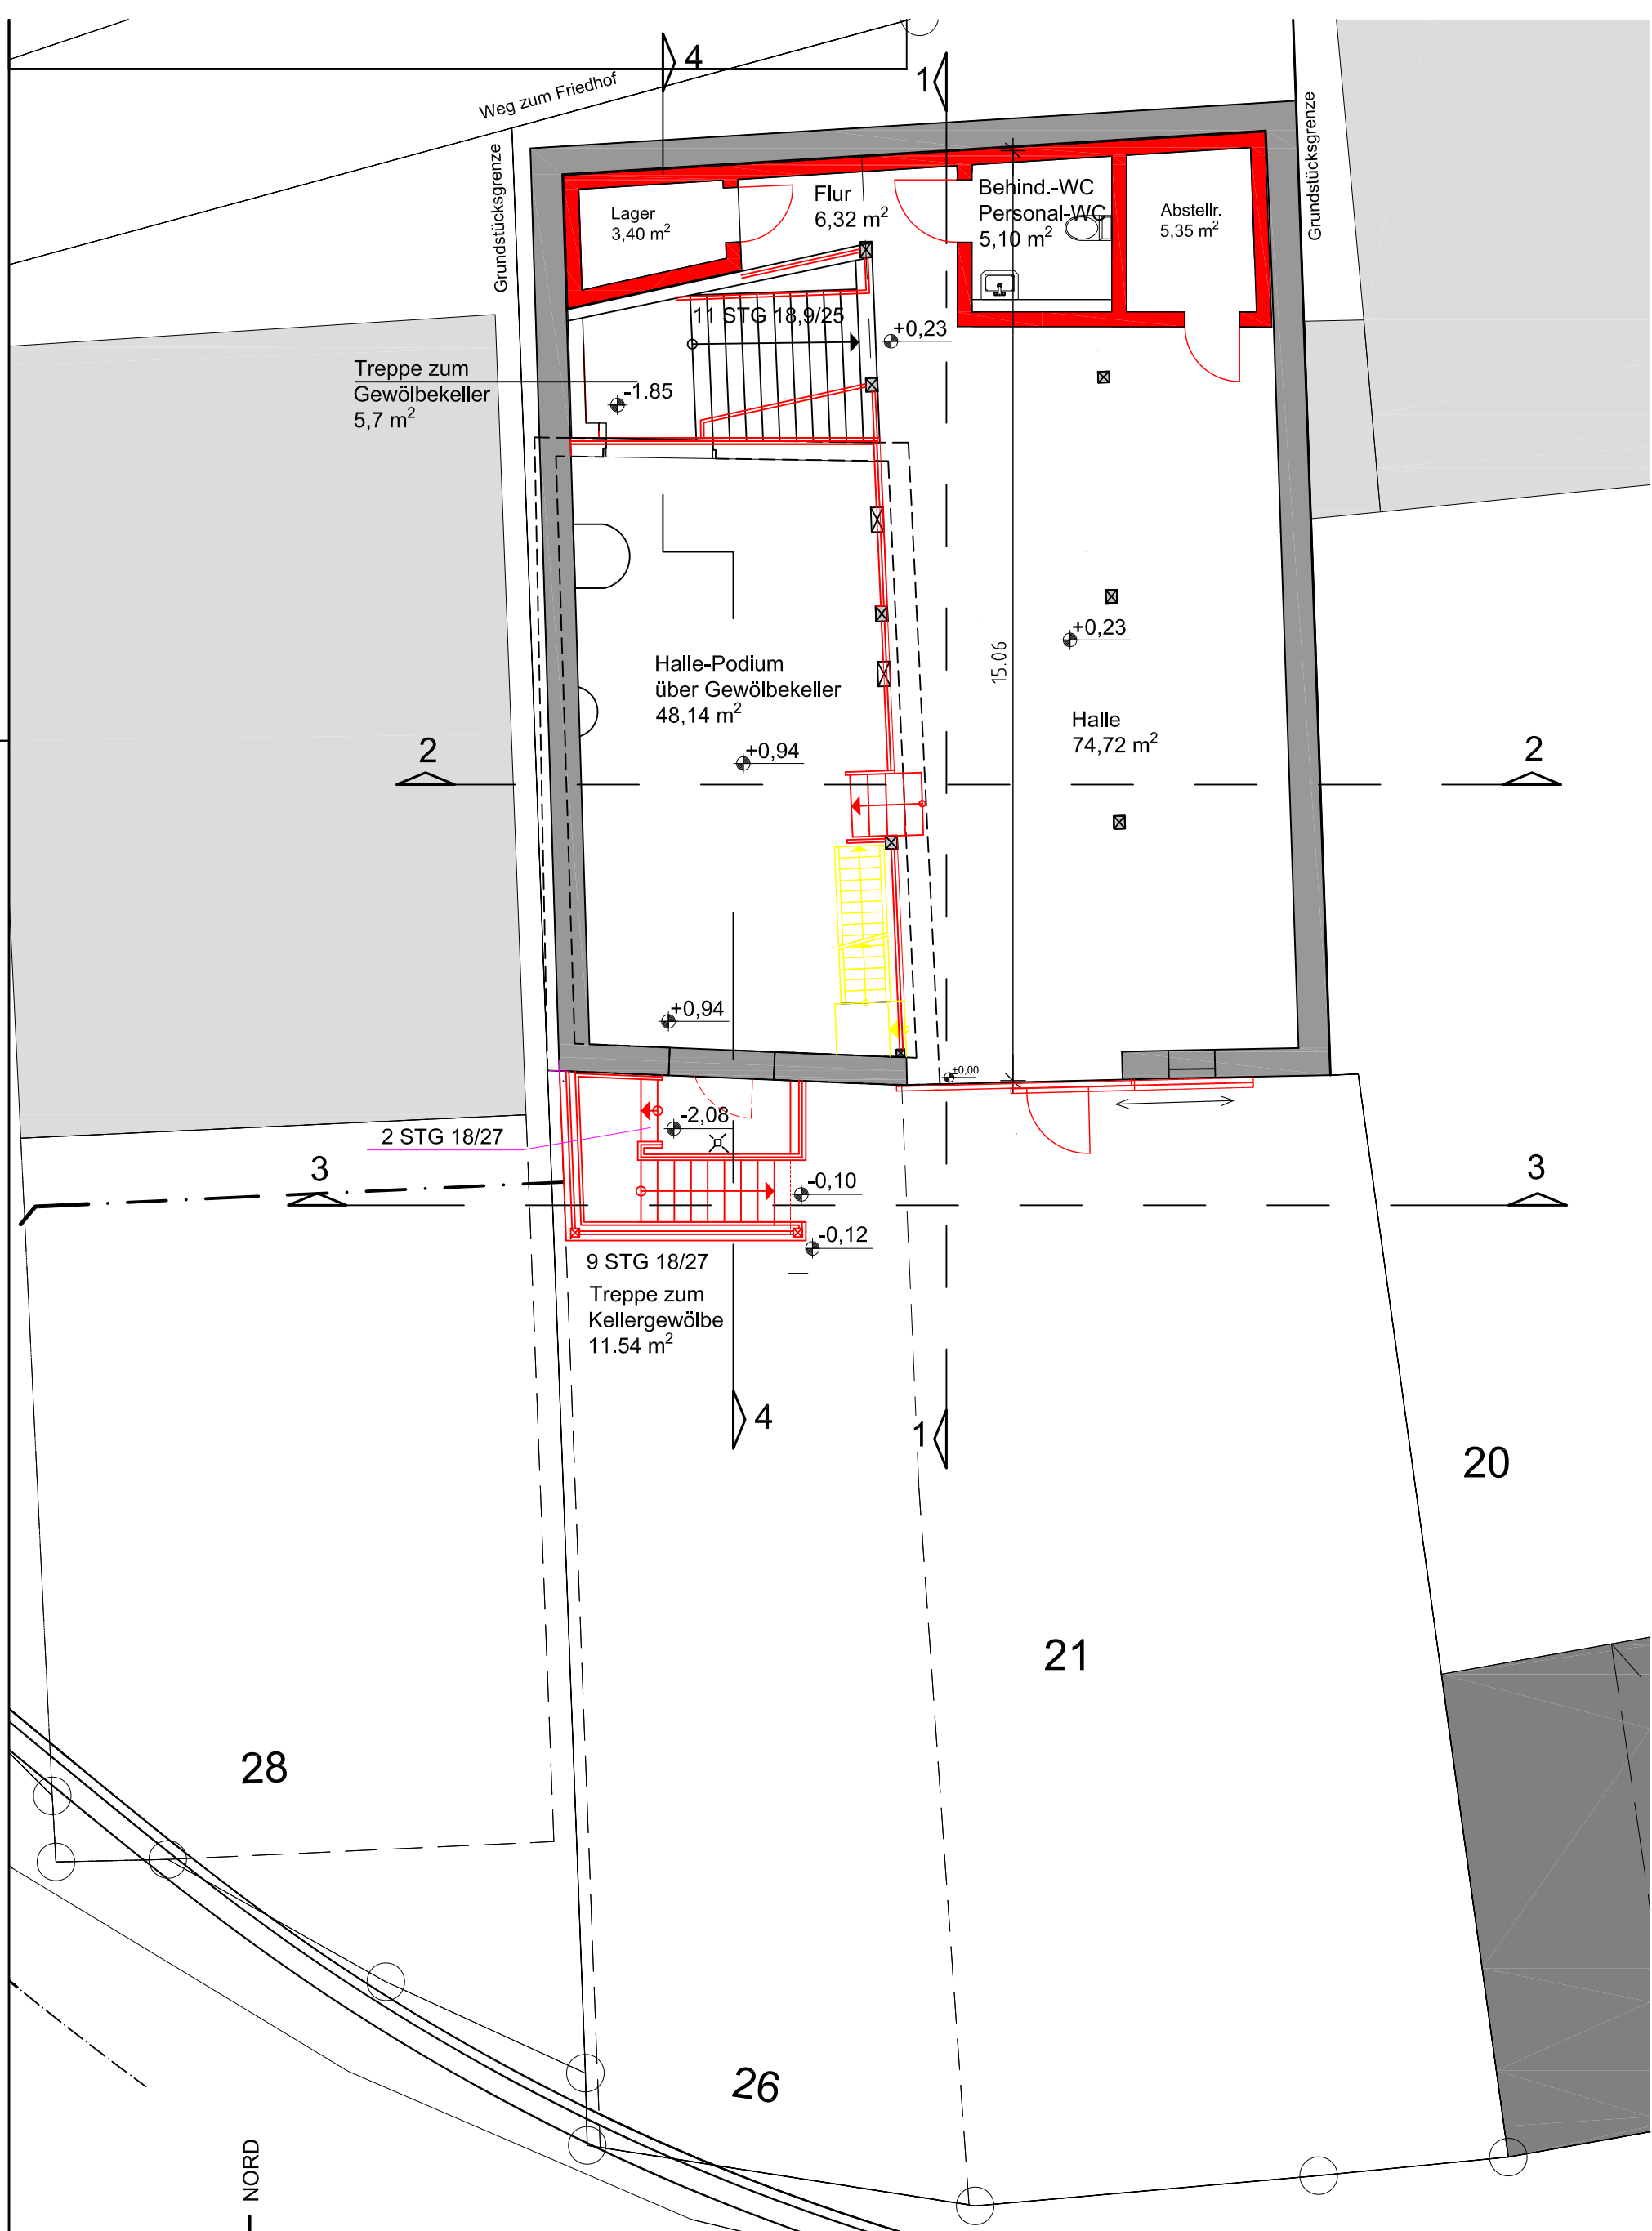 4
1
Weg zum Friedhof
Grundstücksgrenze
Grundstücksgrenze
Lager
3,40 m²
Flur
6,32 m²
Behind.-WC
Personal-WC
5,10 m²
Abstellr.
5,35 m²
11 STG 18,9/25
+0,23
Treppe zum
Gewölbekeller
5,7 m²
-1.85
15.06
+0,23
Halle-Podium
über Gewölbekeller
48,14 m²
Halle
74,72 m²
+0,94
2
2
+0,94
±0,00
-2,08
2 STG 18/27
3
3
-0,10
-0,12
9 STG 18/27
Treppe zum
Kellergewölbe
11.54 m²
4
1
20
21
28
26
NORD